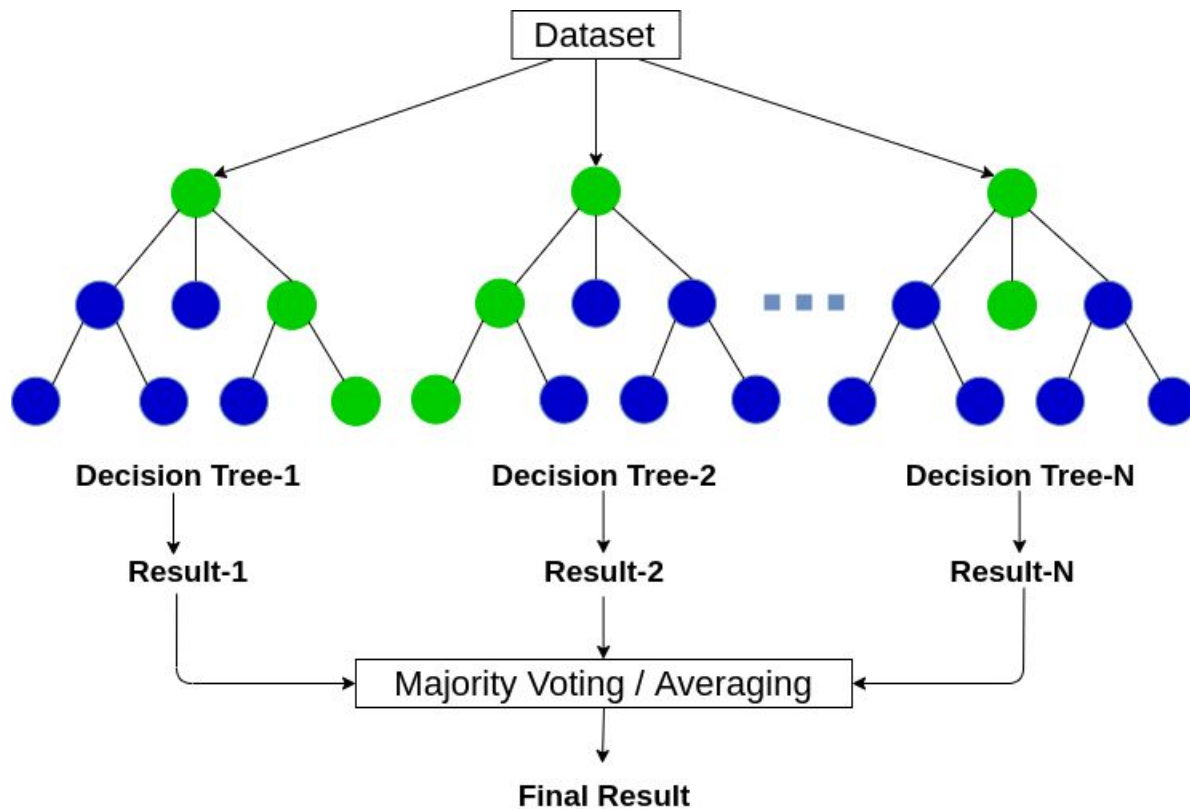 Dataset
Decision Tree-1
Decision Tree-2
Decision Tree-N
Result-1
Result-2
Result-N
Majority Voting / Averaging
Final Result